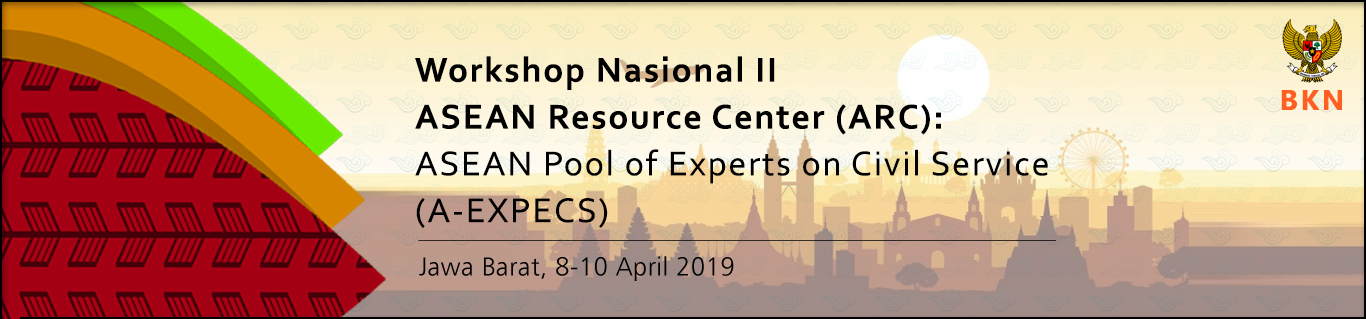 Workshop Nasional II
ASEAN Resource Center (ARC):
ASEAN Pool of Experts on Civil Service
(A-EXPECS)
Jawa Barat, 8-10 April 2019
BKN